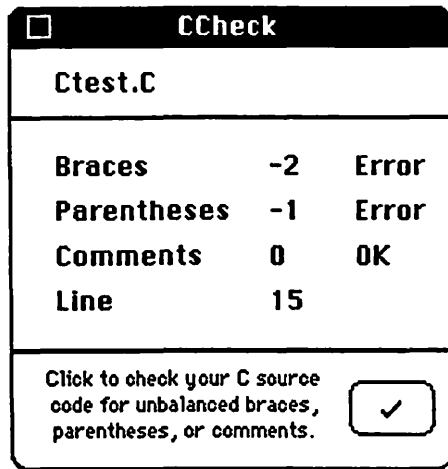 CCheck
Ctest.C
Braces -2 Error
Parentheses -1 Error
Comments 0 OK
Line 15
Click to check your C source
code for unbalanced braces,
parentheses, or comments.